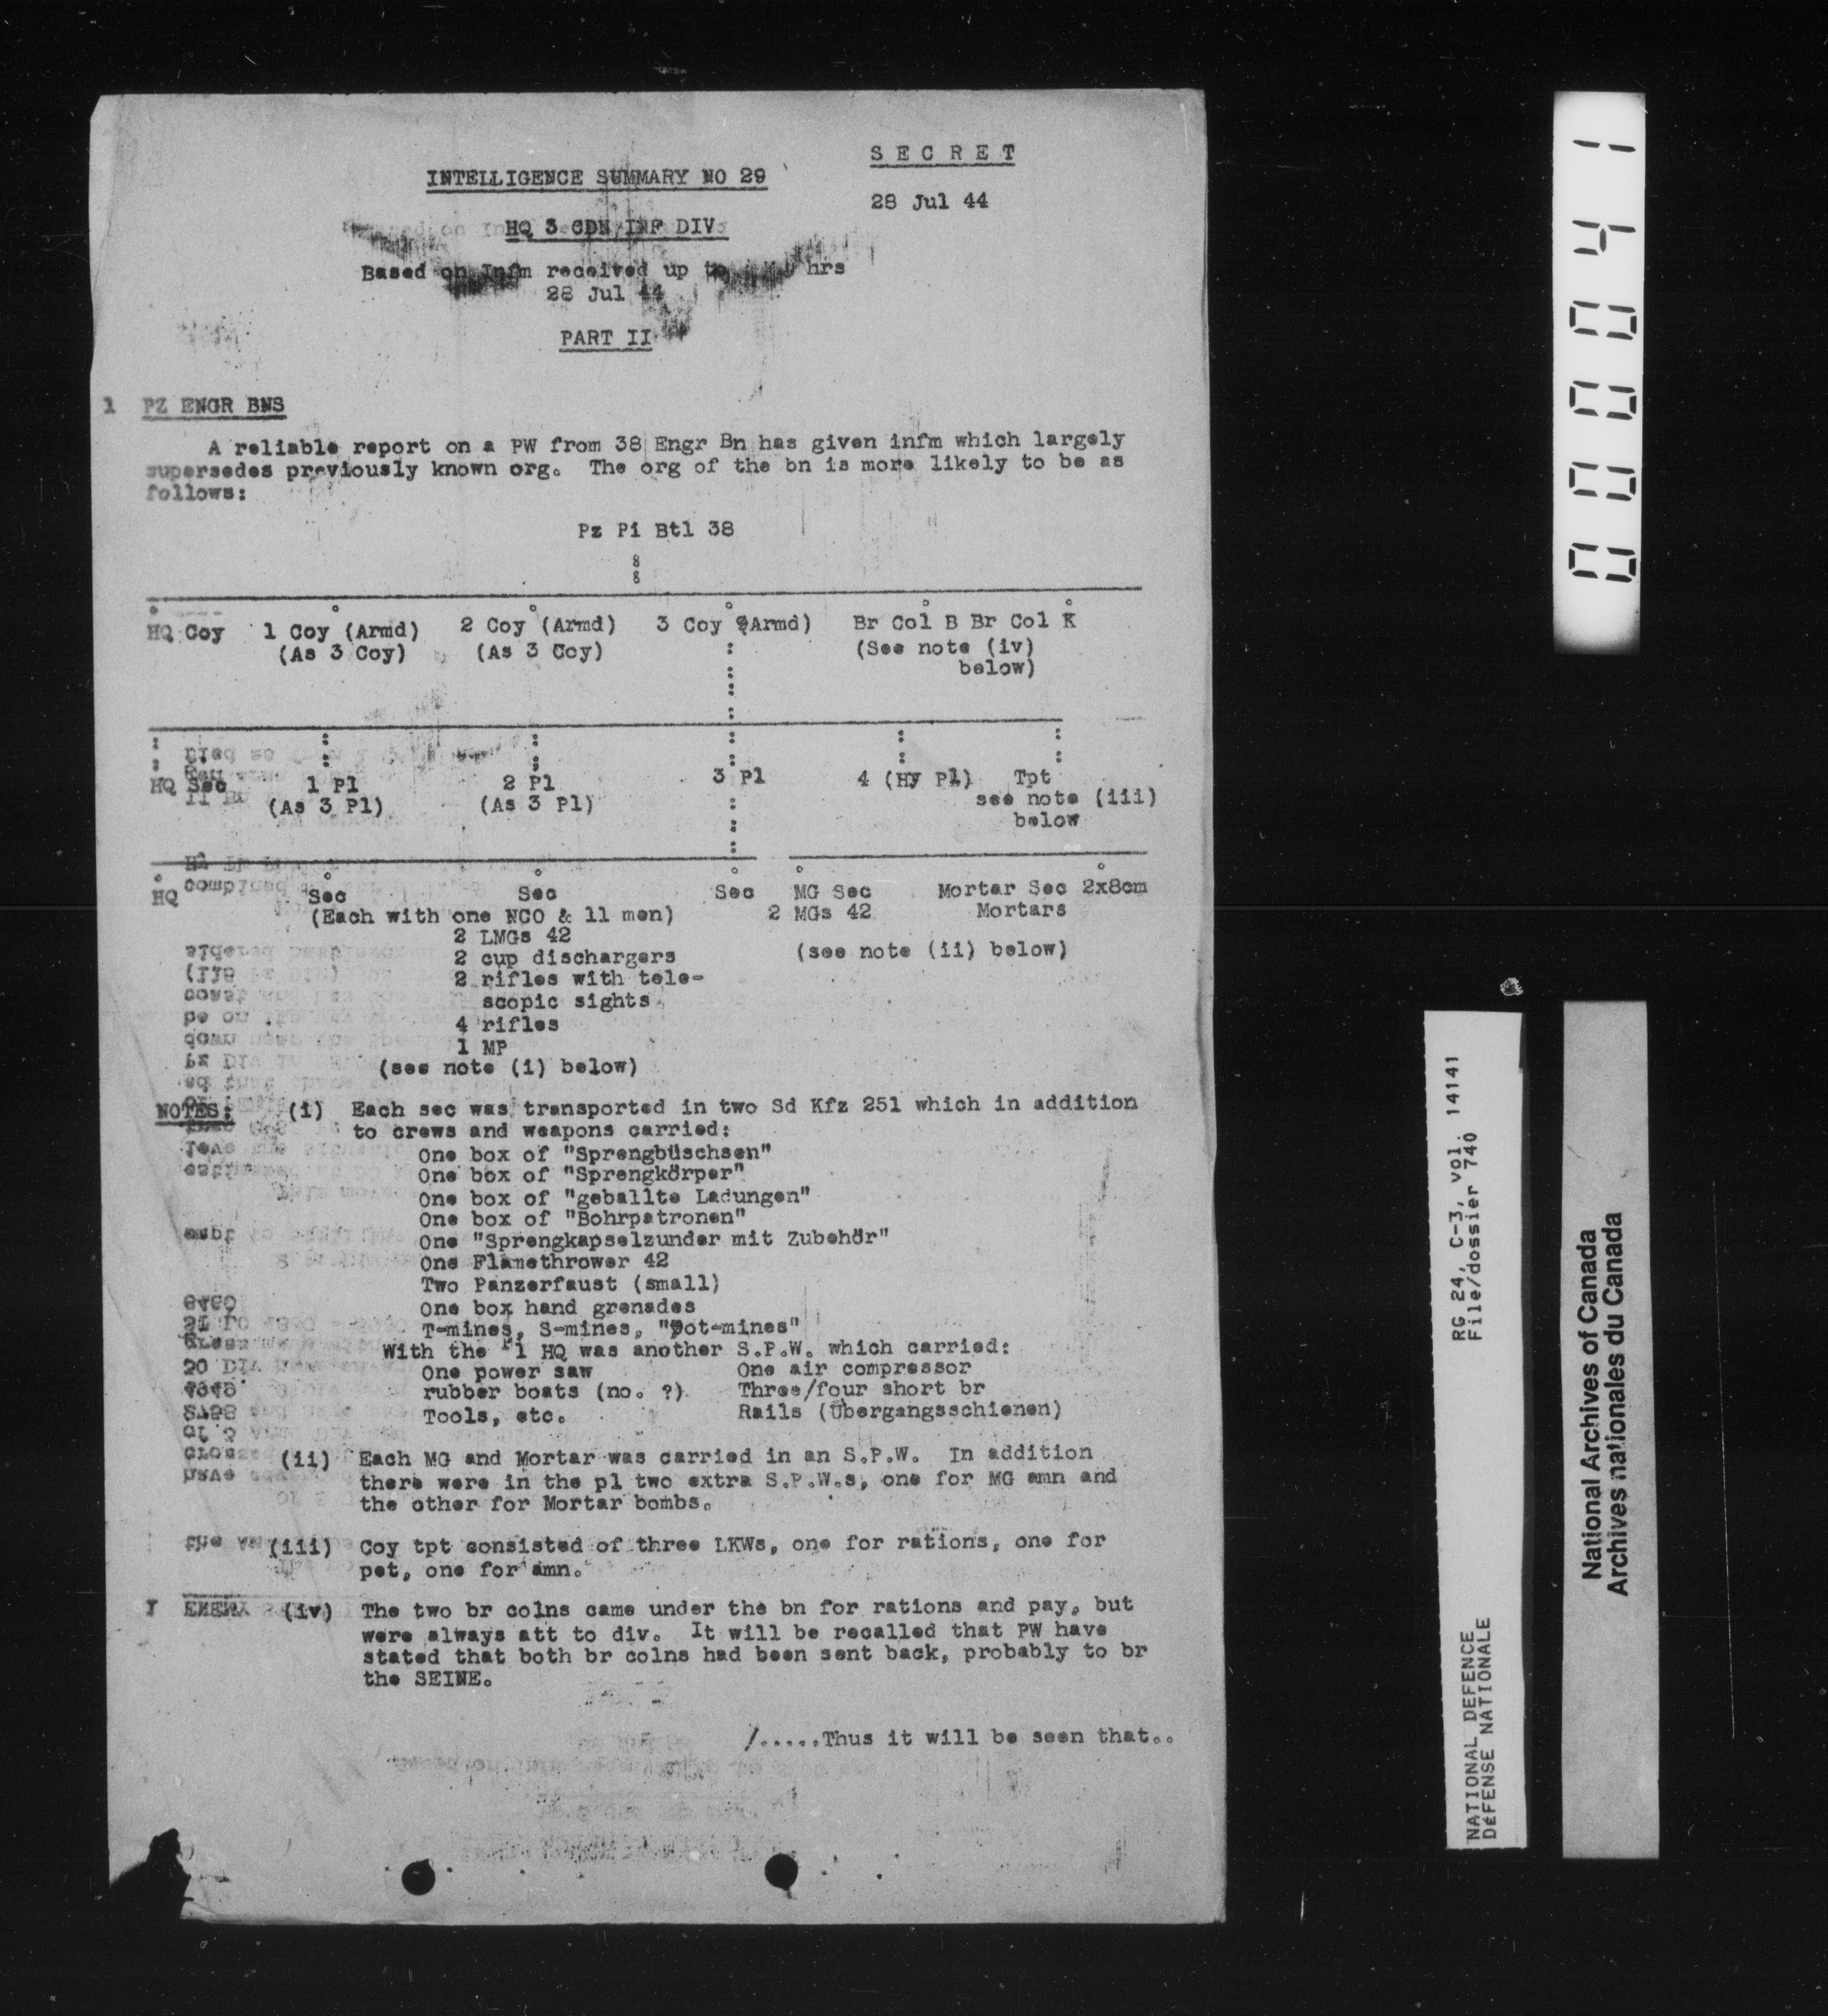 S E C R E T
INTELLIGENCE SUMMARY NO 29
28 Jul 44
HQ 3 CDN INF DIV
Based on Infm received up to hrs
28 Jul 44
PART II
1 PZ ENGR BNS
A reliable report on a PW from 38 Engr Bn has given infm which largely
supersedes previously known org. The org of the bn is more likely to be as
follows:
Pz Pi Btl 38
HQ Coy 1 Coy (Armd) 2 Coy (Armd) 3 Coy (Armd) Br Col B Br Col K
(As 3 Coy) (As 3 Coy) (See note (iv)
below)
HQ Sec 1 Pl 2 Pl 3 Pl 4 (Hy Pl) Tpt
(As 3 Pl) (As 3 Pl) see note (iii)
below
HQ Sec Sec Sec MG Sec Mortar Sec 2x8cm
(Each with one NCO & 11 men) 2 MGs 42 Mortars
2 LMGs 42
2 cup dischargers (see note (ii) below)
2 rifles with tele-
scopic sights
4 rifles
1 MP
(see note (i) below)
NOTES: (i) Each sec was transported in two Sd Kfz 251 which in addition
to crews and weapons carried:
One box of "Sprengbüschsen"
One box of "Sprengkörper"
One box of "geballte Ladungen"
One box of "Bohrpatronen"
One "Sprengkapselzunder mit Zubehör"
One Flamethrower 42
Two Panzerfaust (small)
One box hand grenades
T-mines, S-mines, "pot-mines"
With the Pl HQ was another S.P.W. which carried:
One power saw One air compressor
rubber boats (no. ?) Three/four short br
Tools, etc. Rails (Übergangsschienen)
(ii) Each MG and Mortar was carried in an S.P.W. In addition
there were in the pl two extra S.P.W.s, one for MG amn and
the other for Mortar bombs.
(iii) Coy tpt consisted of three LKWs, one for rations, one for
pet, one for amn.
(iv) The two br colns came under the bn for rations and pay, but
were always att to div. It will be recalled that PW have
stated that both br colns had been sent back, probably to br
the SEINE.
/.....Thus it will be seen that..
000041
RG 24, C-3, vol. 14141
File/dossier 740
NATIONAL DEFENCE
DÉFENSE NATIONALE
National Archives of Canada
Archives nationales du Canada